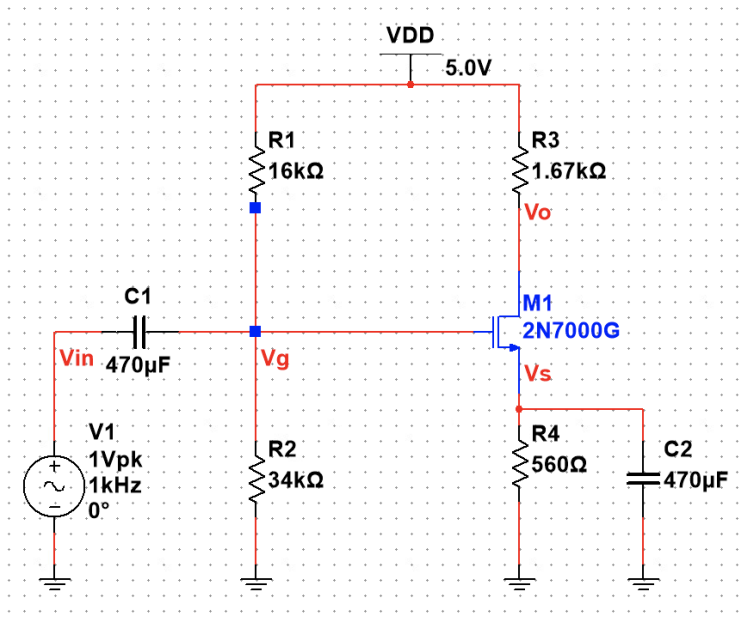 VDD
5.0V
R1
16kΩ
R3
1.67kΩ
Vo
C1
470µF
M1
2N7000G
Vin
Vg
Vs
V1
1Vpk
1kHz
0°
+
R2
34kΩ
R4
560Ω
C2
470µF